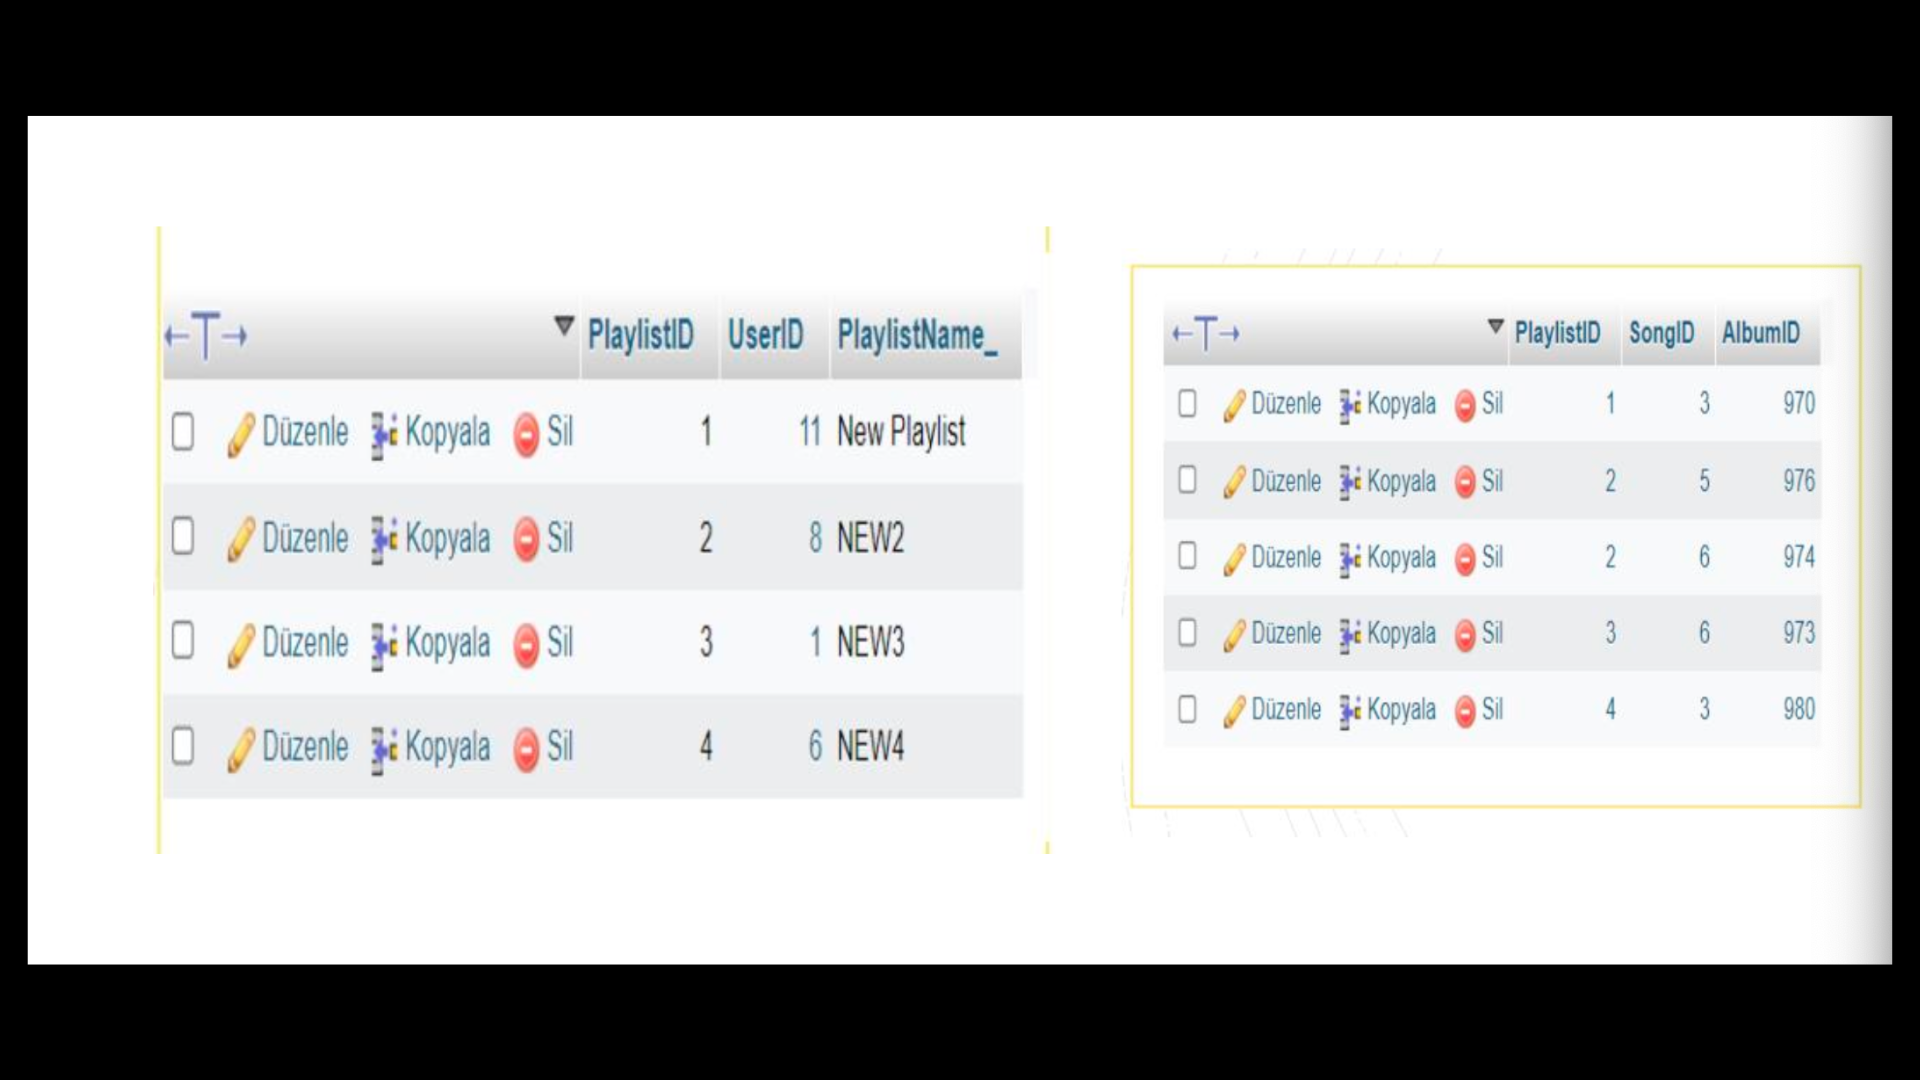 PlaylistID UserID PlaylistName_
Düzenle Kopyala Sil 1 11 New Playlist
Düzenle Kopyala Sil 2 8 NEW2
Düzenle Kopyala Sil 3 1 NEW3
Düzenle Kopyala Sil 4 6 NEW4
PlaylistID SongID AlbumID
Düzenle Kopyala Sil 1 3 970
Düzenle Kopyala Sil 2 5 976
Düzenle Kopyala Sil 2 6 974
Düzenle Kopyala Sil 3 6 973
Düzenle Kopyala Sil 4 3 980